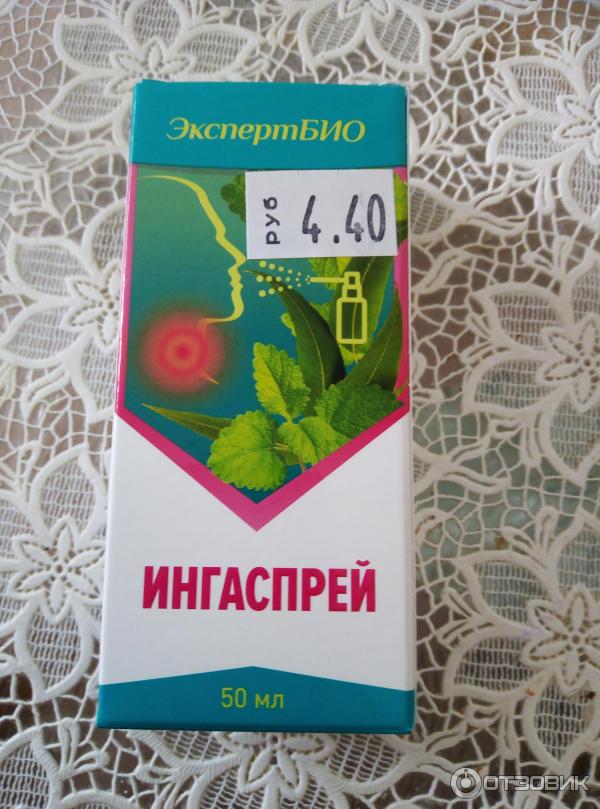 ЭкспертБИО
РУБ 4.40
ИНГАСПРЕЙ
50 мл
ОТЗОВИК